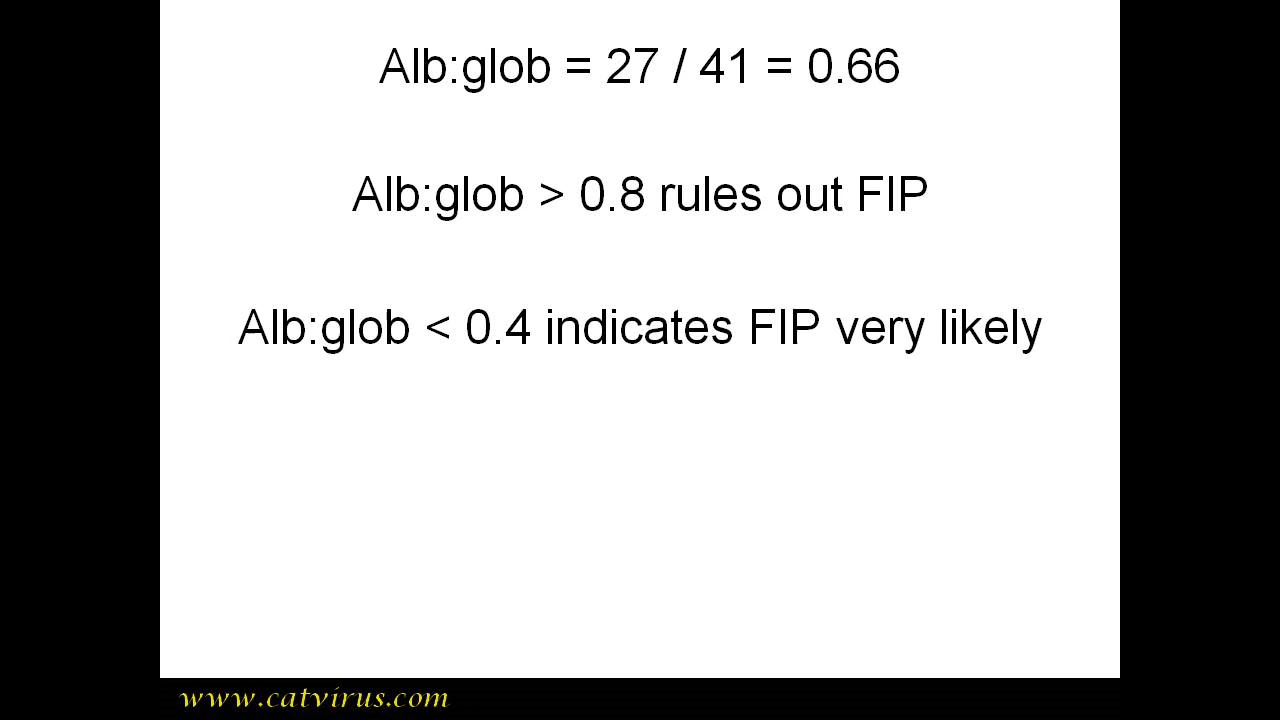 Alb:glob = 27 / 41 = 0.66
Alb:glob > 0.8 rules out FIP
Alb:glob < 0.4 indicates FIP very likely
www.catvirus.com